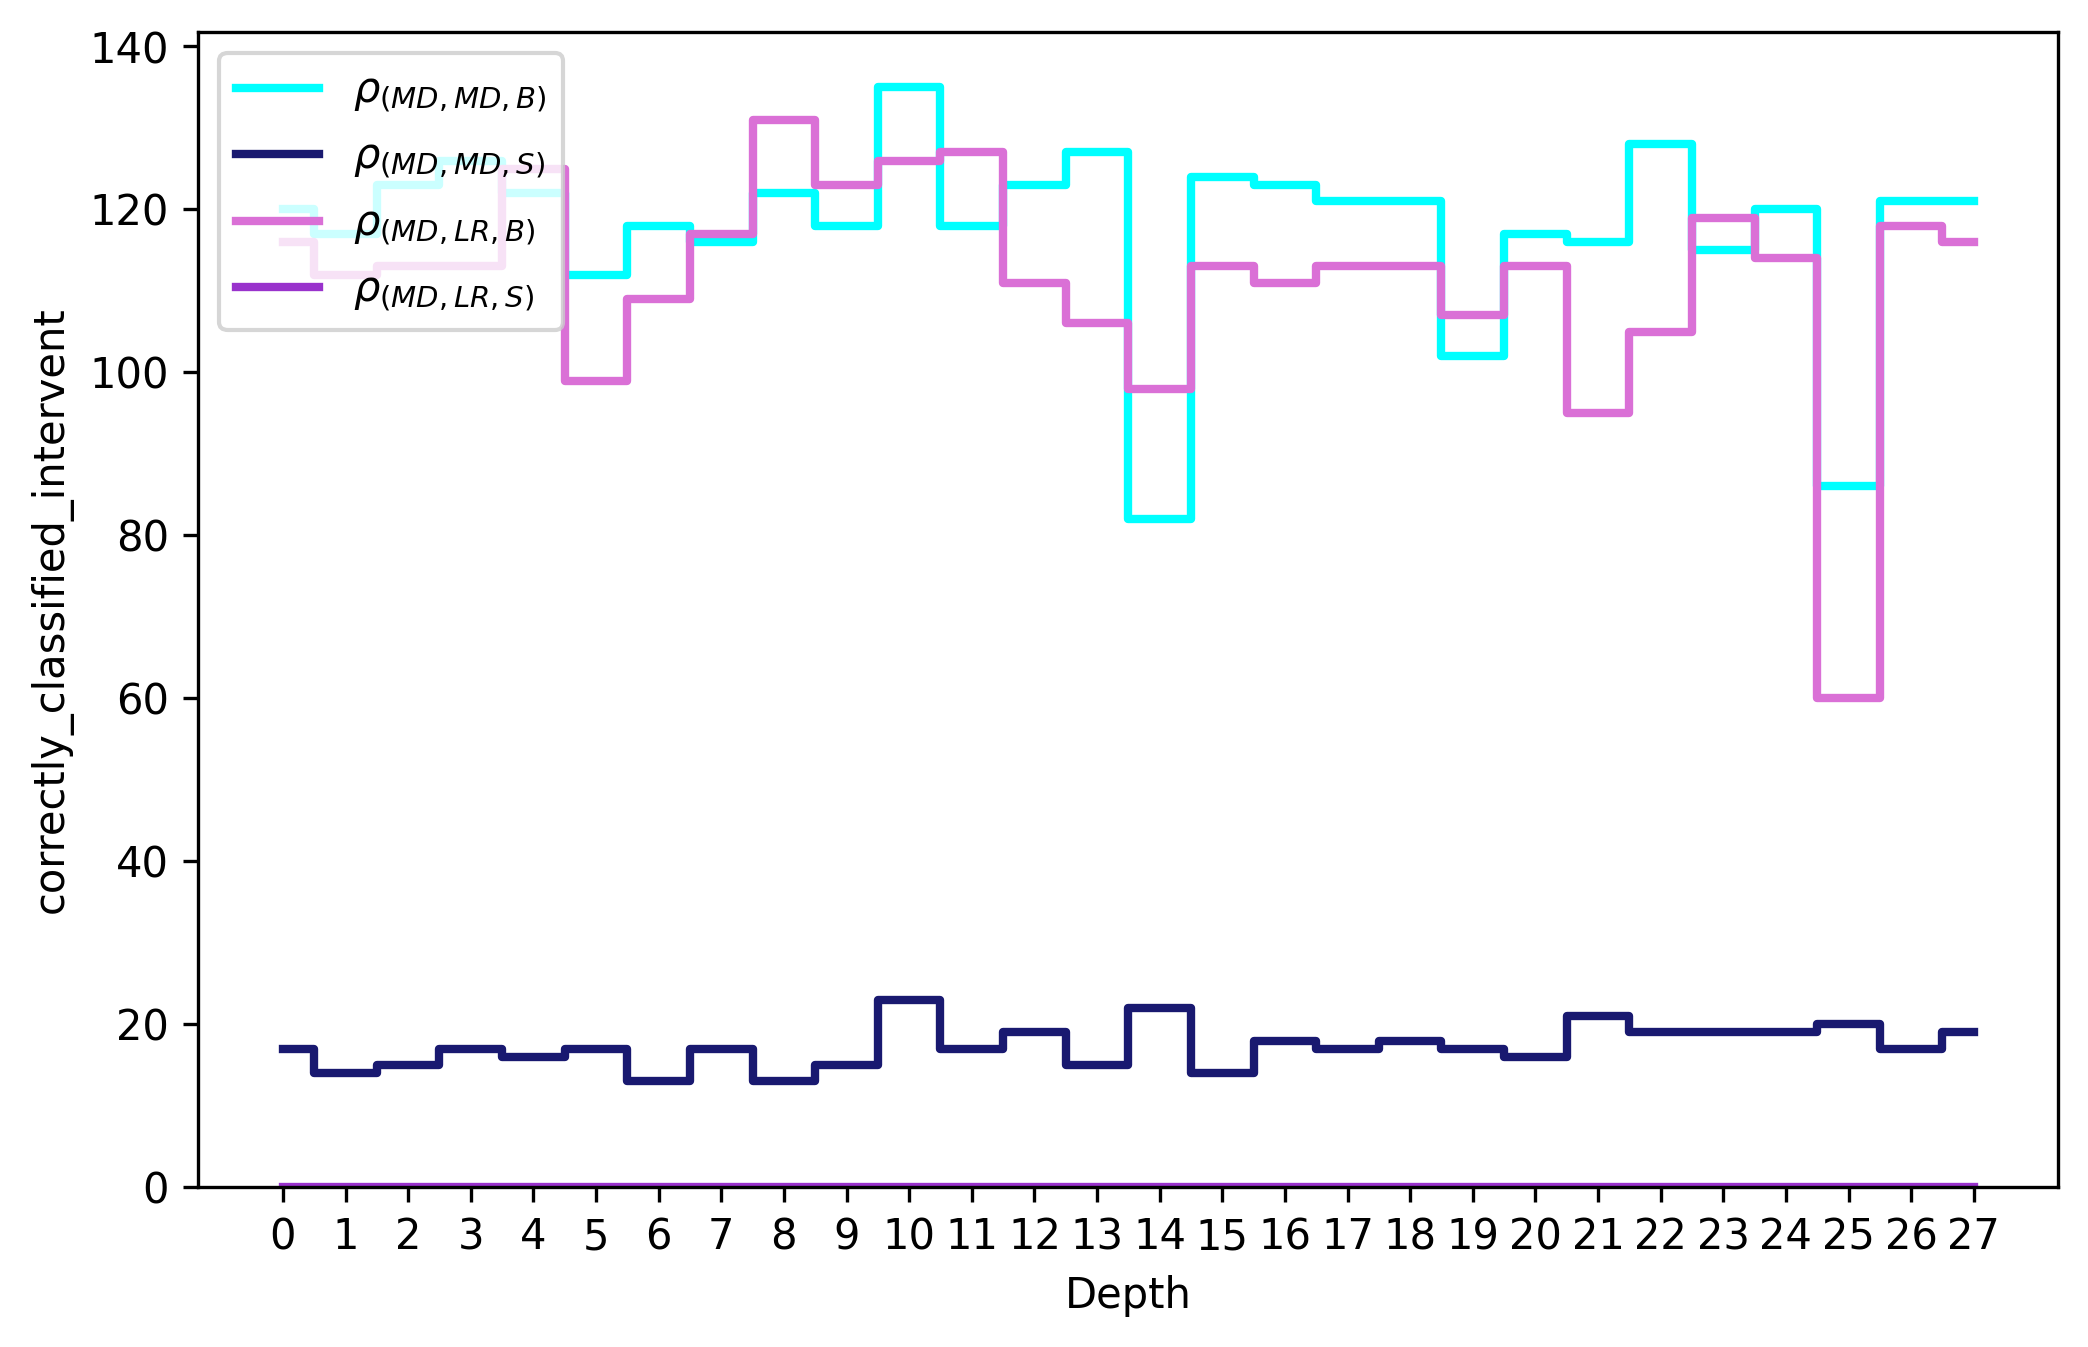 140
120
100
80
60
40
20
0
correctly_classified_intervent
ρ(MD, MD, B)
ρ(MD, MD, S)
ρ(MD, LR, B)
ρ(MD, LR, S)
0 1 2 3 4 5 6 7 8 9 10 11 12 13 14 15 16 17 18 19 20 21 22 23 24 25 26 27
Depth